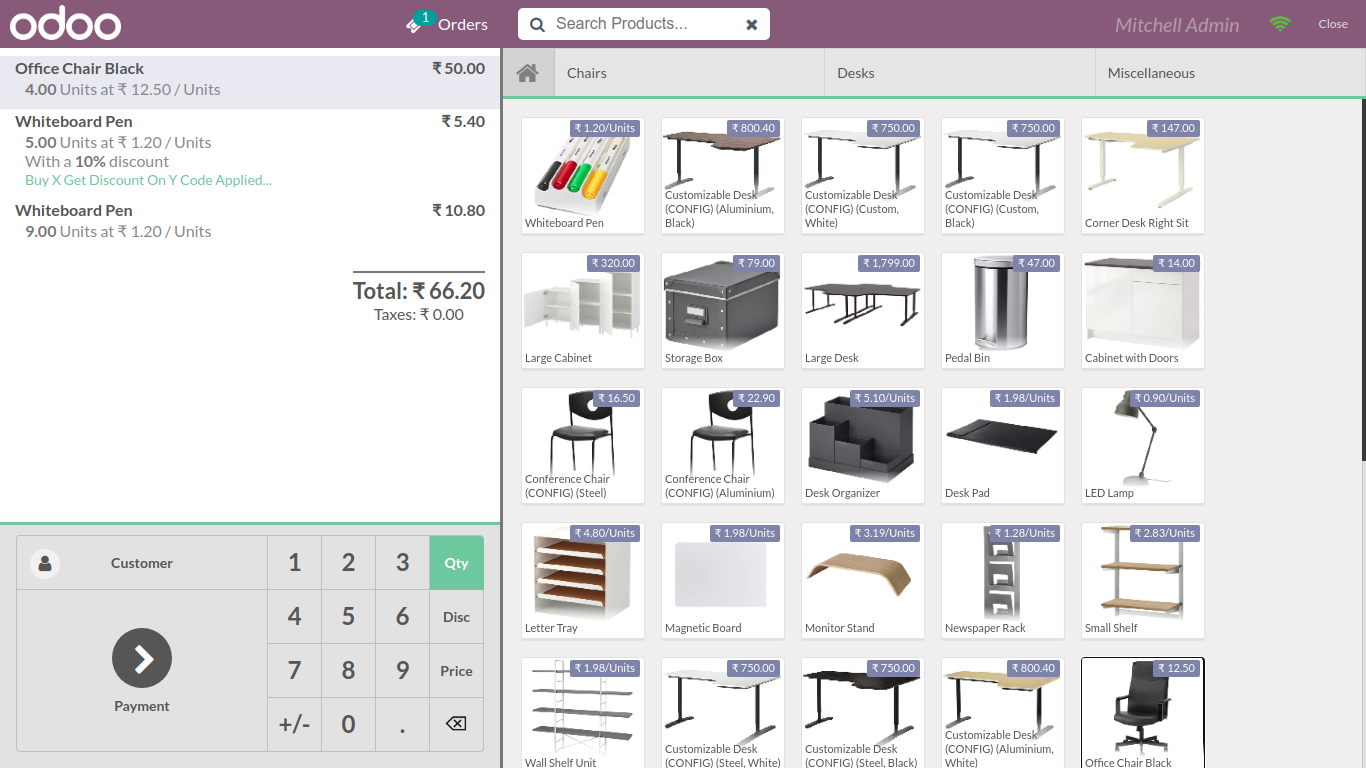 odoo
1
Orders
Search Products...
Mitchell Admin
Close
Office Chair Black ₹ 50.00
4.00 Units at ₹ 12.50 / Units
Whiteboard Pen ₹ 5.40
5.00 Units at ₹ 1.20 / Units
With a 10% discount
Buy X Get Discount On Y Code Applied...
Whiteboard Pen ₹ 10.80
9.00 Units at ₹ 1.20 / Units
Total: ₹ 66.20
Taxes: ₹ 0.00
Customer
1 2 3 Qty
4 5 6 Disc
7 8 9 Price
Payment
+/- 0 .
Chairs
Desks
Miscellaneous
₹ 1.20/Units
Whiteboard Pen
₹ 800.40
Customizable Desk
(CONFIG) (Aluminium,
Black)
₹ 750.00
Customizable Desk
(CONFIG) (Custom,
White)
₹ 750.00
Customizable Desk
(CONFIG) (Custom,
Black)
₹ 147.00
Corner Desk Right Sit
₹ 320.00
Large Cabinet
₹ 79.00
Storage Box
₹ 1,799.00
Large Desk
₹ 47.00
Pedal Bin
₹ 14.00
Cabinet with Doors
₹ 16.50
Conference Chair
(CONFIG) (Steel)
₹ 22.90
Conference Chair
(CONFIG) (Aluminium)
₹ 5.10/Units
Desk Organizer
₹ 1.98/Units
Desk Pad
₹ 0.90/Units
LED Lamp
₹ 4.80/Units
Letter Tray
₹ 1.98/Units
Magnetic Board
₹ 3.19/Units
Monitor Stand
₹ 1.28/Units
Newspaper Rack
₹ 2.83/Units
Small Shelf
₹ 1.98/Units
Wall Shelf Unit
₹ 750.00
Customizable Desk
(CONFIG) (Steel, White)
₹ 750.00
Customizable Desk
(CONFIG) (Steel, Black)
₹ 800.40
Customizable Desk
(CONFIG) (Aluminium,
White)
₹ 12.50
Office Chair Black